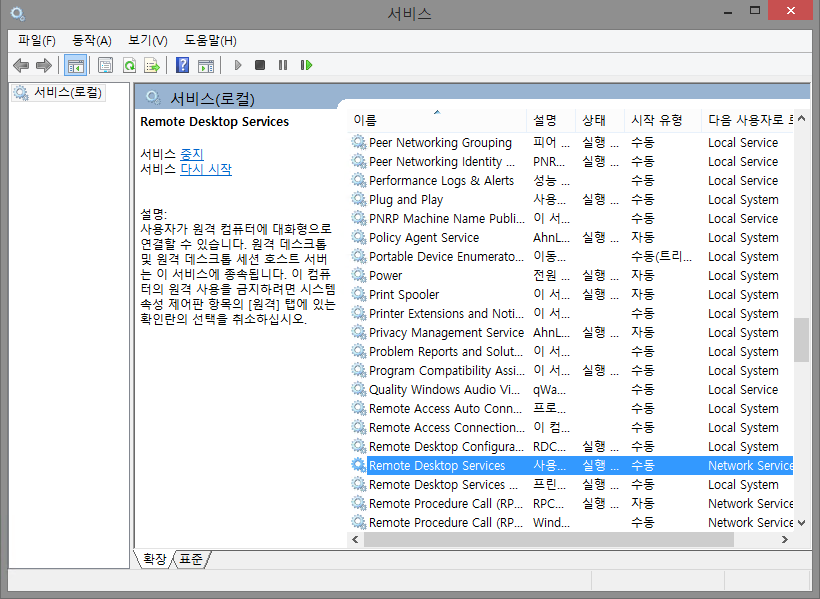 서비스
파일(F) 동작(A) 보기(V) 도움말(H)
서비스(로컬)
서비스(로컬)
Remote Desktop Services
서비스 중지
서비스 다시 시작
설명:
사용자가 원격 컴퓨터에 대화형으로
연결할 수 있습니다. 원격 데스크톱
및 원격 데스크톱 세션 호스트 서버
는 이 서비스에 종속됩니다. 이 컴퓨
터의 원격 사용을 금지하려면 시스템
속성 제어판 항목의 [원격] 탭에 있는
확인란의 선택을 취소하십시오.
이름 설명 상태 시작 유형 다음 사용자로 로
Peer Networking Grouping 피어 ... 실행 ... 수동 Local Service
Peer Networking Identity ... PNR... 실행 ... 수동 Local Service
Performance Logs & Alerts 성능 ... 수동 Local Service
Plug and Play 사용... 실행 ... 수동 Local System
PNRP Machine Name Publi... 이 서... 수동 Local Service
Policy Agent Service AhnL... 실행 ... 자동 Local System
Portable Device Enumerato... 이동... 수동(트리... Local System
Power 전원 ... 실행 ... 자동 Local System
Print Spooler 이 서... 실행 ... 자동 Local System
Printer Extensions and Noti... 이 서... 수동 Local System
Privacy Management Service AhnL... 실행 ... 자동 Local System
Problem Reports and Solut... 이 서... 수동 Local System
Program Compatibility Assi... 이 서... 실행 ... 수동 Local System
Quality Windows Audio Vi... qWa... 수동 Local Service
Remote Access Auto Conn... 프로... 수동 Local System
Remote Access Connection... 이 컴... 수동 Local System
Remote Desktop Configura... RDC... 실행 ... 수동 Local System
Remote Desktop Services 사용... 실행 ... 수동 Network Service
Remote Desktop Services ... 프린... 실행 ... 수동 Local System
Remote Procedure Call (RP... RPC... 실행 ... 자동 Network Service
Remote Procedure Call (RP... Wind... 수동 Network Service
확장 표준